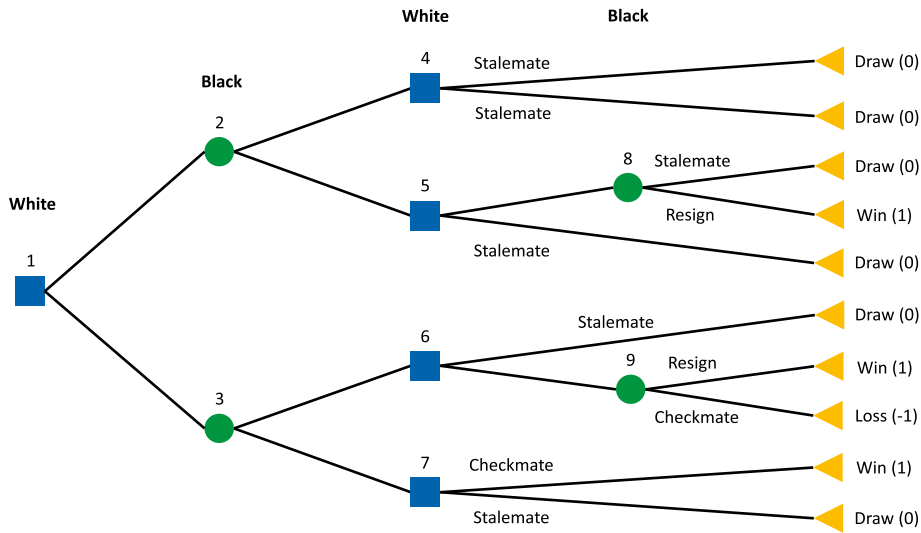 White
Black
4
Stalemate
Draw (0)
Black
2
Stalemate
Draw (0)
8
Stalemate
Draw (0)
White
5
Resign
Win (1)
1
Stalemate
Draw (0)
Stalemate
Draw (0)
6
9
Resign
Win (1)
3
Checkmate
Loss (-1)
7
Checkmate
Win (1)
Stalemate
Draw (0)